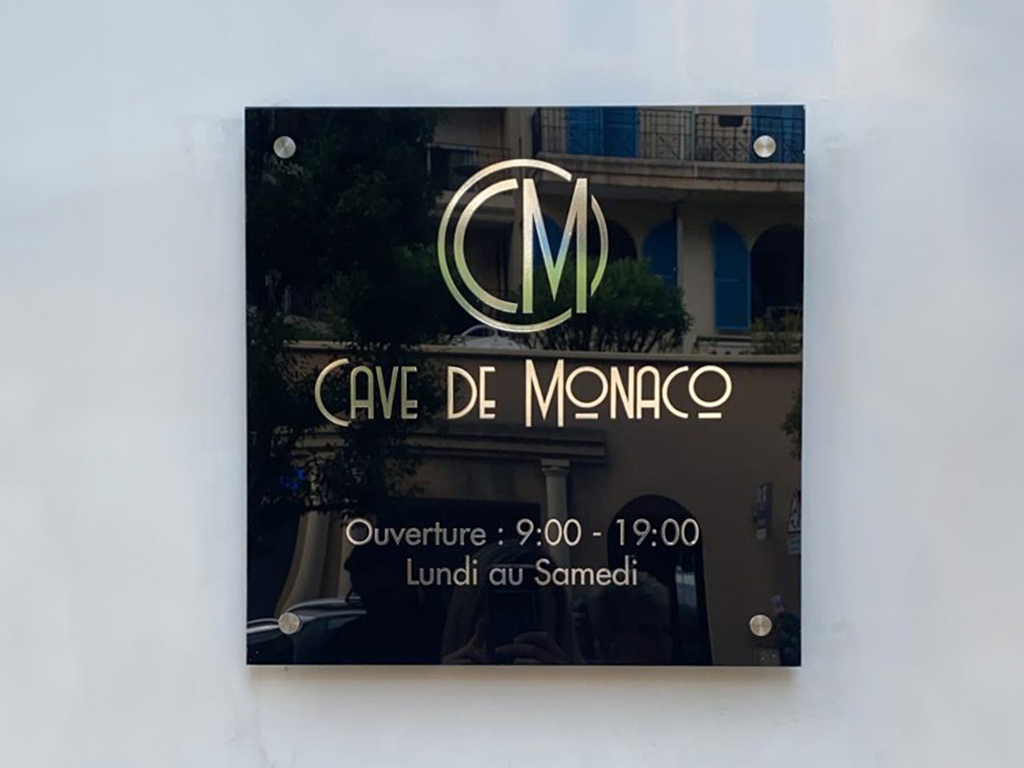 CM
CAVE DE MONACO
Ouverture : 9:00 - 19:00
Lundi au Samedi